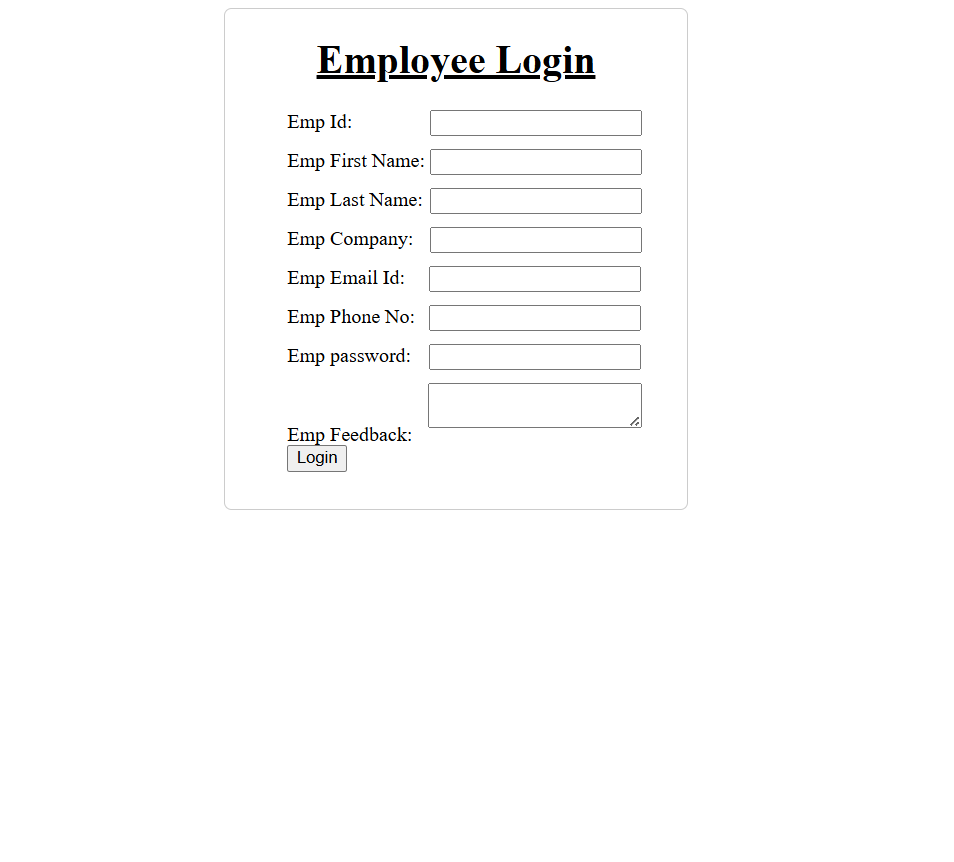 Employee Login
Emp Id:
Emp First Name:
Emp Last Name:
Emp Company:
Emp Email Id:
Emp Phone No:
Emp password:
Emp Feedback:
Login